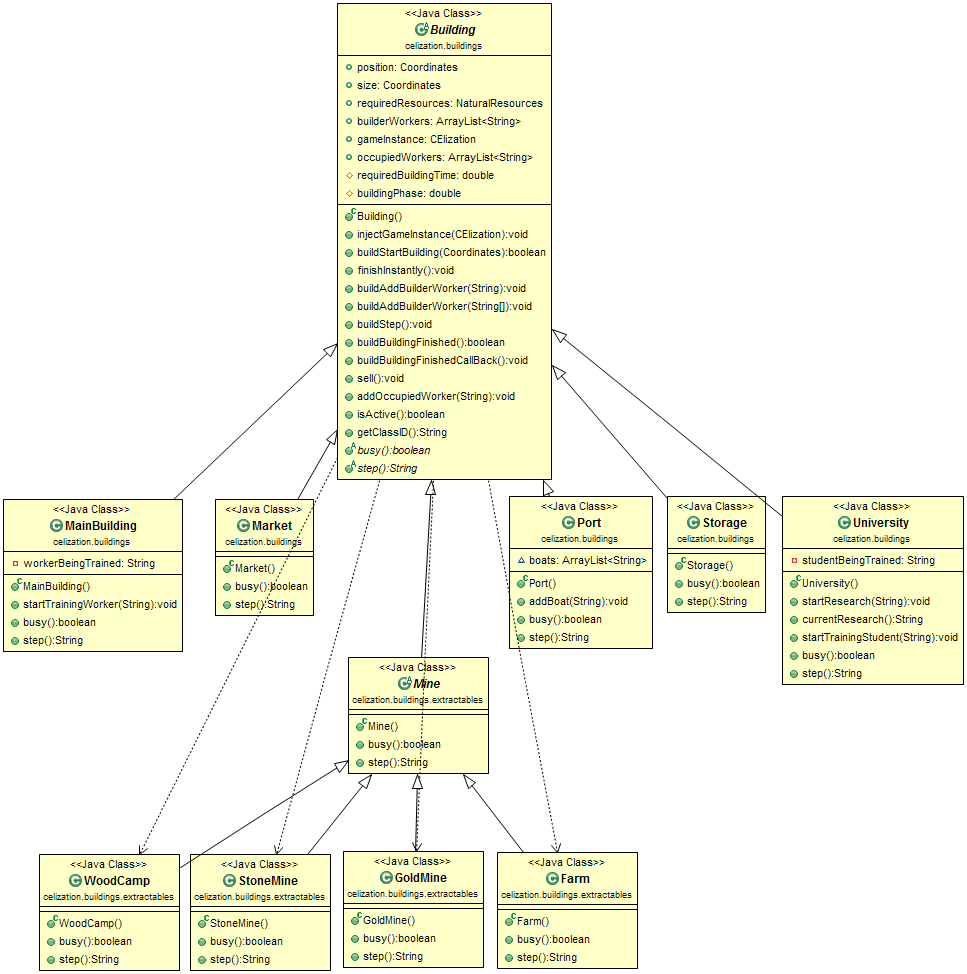 <<Java Class>>
Building
celization.buildings
position: Coordinates
size: Coordinates
requiredResources: NaturalResources
builderWorkers: ArrayList<String>
gameInstance: CElization
occupiedWorkers: ArrayList<String>
requiredBuildingTime: double
buildingPhase: double
Building()
injectGameInstance(CElization):void
buildStartBuilding(Coordinates):boolean
finishInstantly():void
buildAddBuilderWorker(String):void
buildAddBuilderWorker(String[]):void
buildStep():void
buildBuildingFinished():boolean
buildBuildingFinishedCallBack():void
sell():void
addOccupiedWorker(String):void
isActive():boolean
getClassID():String
busy():boolean
step():String
<<Java Class>>
MainBuilding
celization.buildings
workerBeingTrained: String
MainBuilding()
startTrainingWorker(String):void
busy():boolean
step():String
<<Java Class>>
Market
celization.buildings
Market()
busy():boolean
step():String
<<Java Class>>
Port
celization.buildings
boats: ArrayList<String>
Port()
addBoat(String):void
busy():boolean
step():String
<<Java Class>>
Storage
celization.buildings
Storage()
busy():boolean
step():String
<<Java Class>>
University
celization.buildings
studentBeingTrained: String
University()
startResearch(String):void
currentResearch():String
startTrainingStudent(String):void
busy():boolean
step():String
<<Java Class>>
Mine
celization.buildings.extractables
Mine()
busy():boolean
step():String
<<Java Class>>
WoodCamp
celization.buildings.extractables
WoodCamp()
busy():boolean
step():String
<<Java Class>>
StoneMine
celization.buildings.extractables
StoneMine()
busy():boolean
step():String
<<Java Class>>
GoldMine
celization.buildings.extractables
GoldMine()
busy():boolean
step():String
<<Java Class>>
Farm
celization.buildings.extractables
Farm()
busy():boolean
step():String